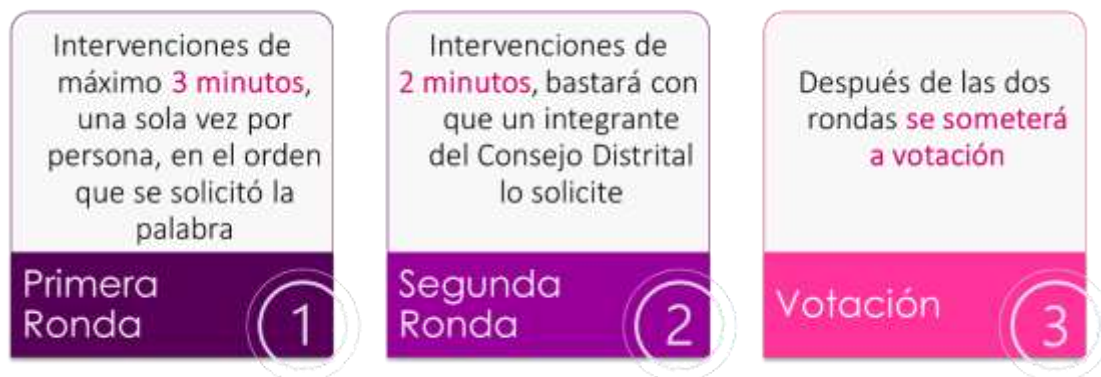 Intervenciones de
máximo 3 minutos,
una sola vez por
persona, en el orden
que se solicitó la
palabra
Primera
Ronda
1
Intervenciones de
2 minutos, bastará con
que un integrante
del Consejo Distrital
lo solicite
Segunda
Ronda
2
Después de las dos
rondas se someterá
a votación
Votación
3